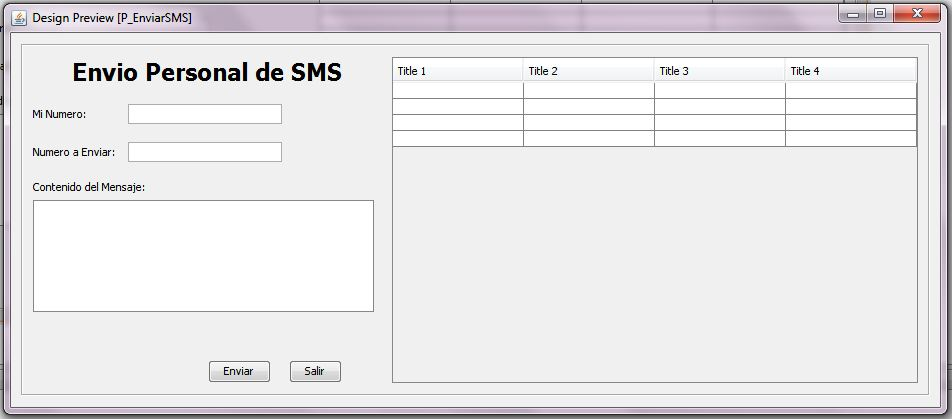 Design Preview [P_EnviarSMS]
Envio Personal de SMS
Mi Numero:
Numero a Enviar:
Contenido del Mensaje:
Enviar Salir
Title 1 Title 2 Title 3 Title 4